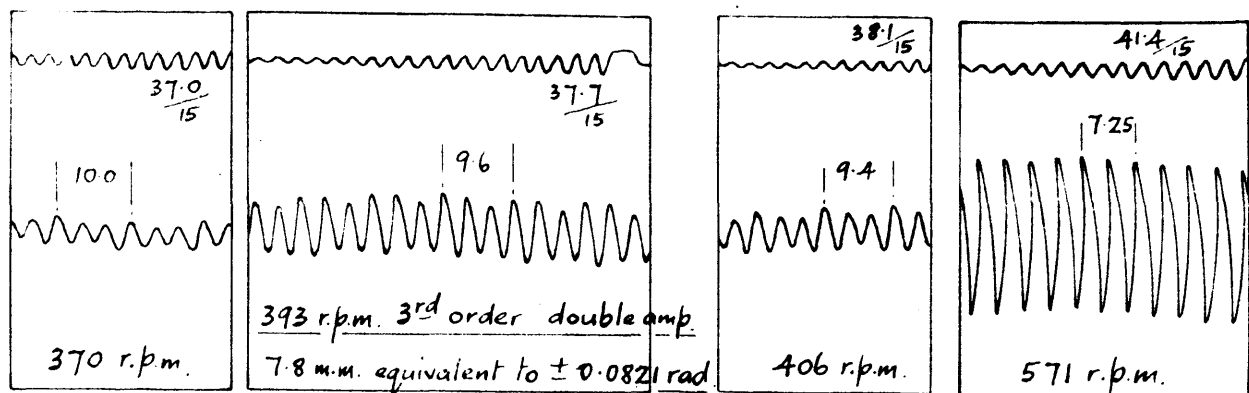 37.0/15
10.0
370 r.p.m.
37.7/15
9.6
393 r.p.m. 3rd order double amp.
7.8 m.m. equivalent to ± 0.0821 rad
38.1/15
9.4
406 r.p.m.
41.4/15
7.25
571 r.p.m.